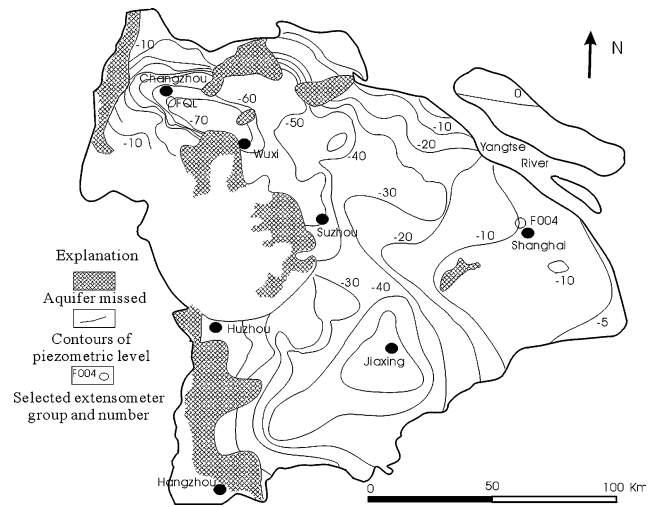 -10
N
Changzhou
0
FQL
-60
-70
-50
-10
-20
-10
Yangtse
River
Wuxi
-40
-30
F004
-10
Suzhou
-20
Shanghai
Explanation
-10
Aquifer missed
-30
-40
-5
Contours of
piezometric level
Huzhou
F004
Jiaxing
Selected extensometer
group and number
Hangzhou
0
50
100 Km